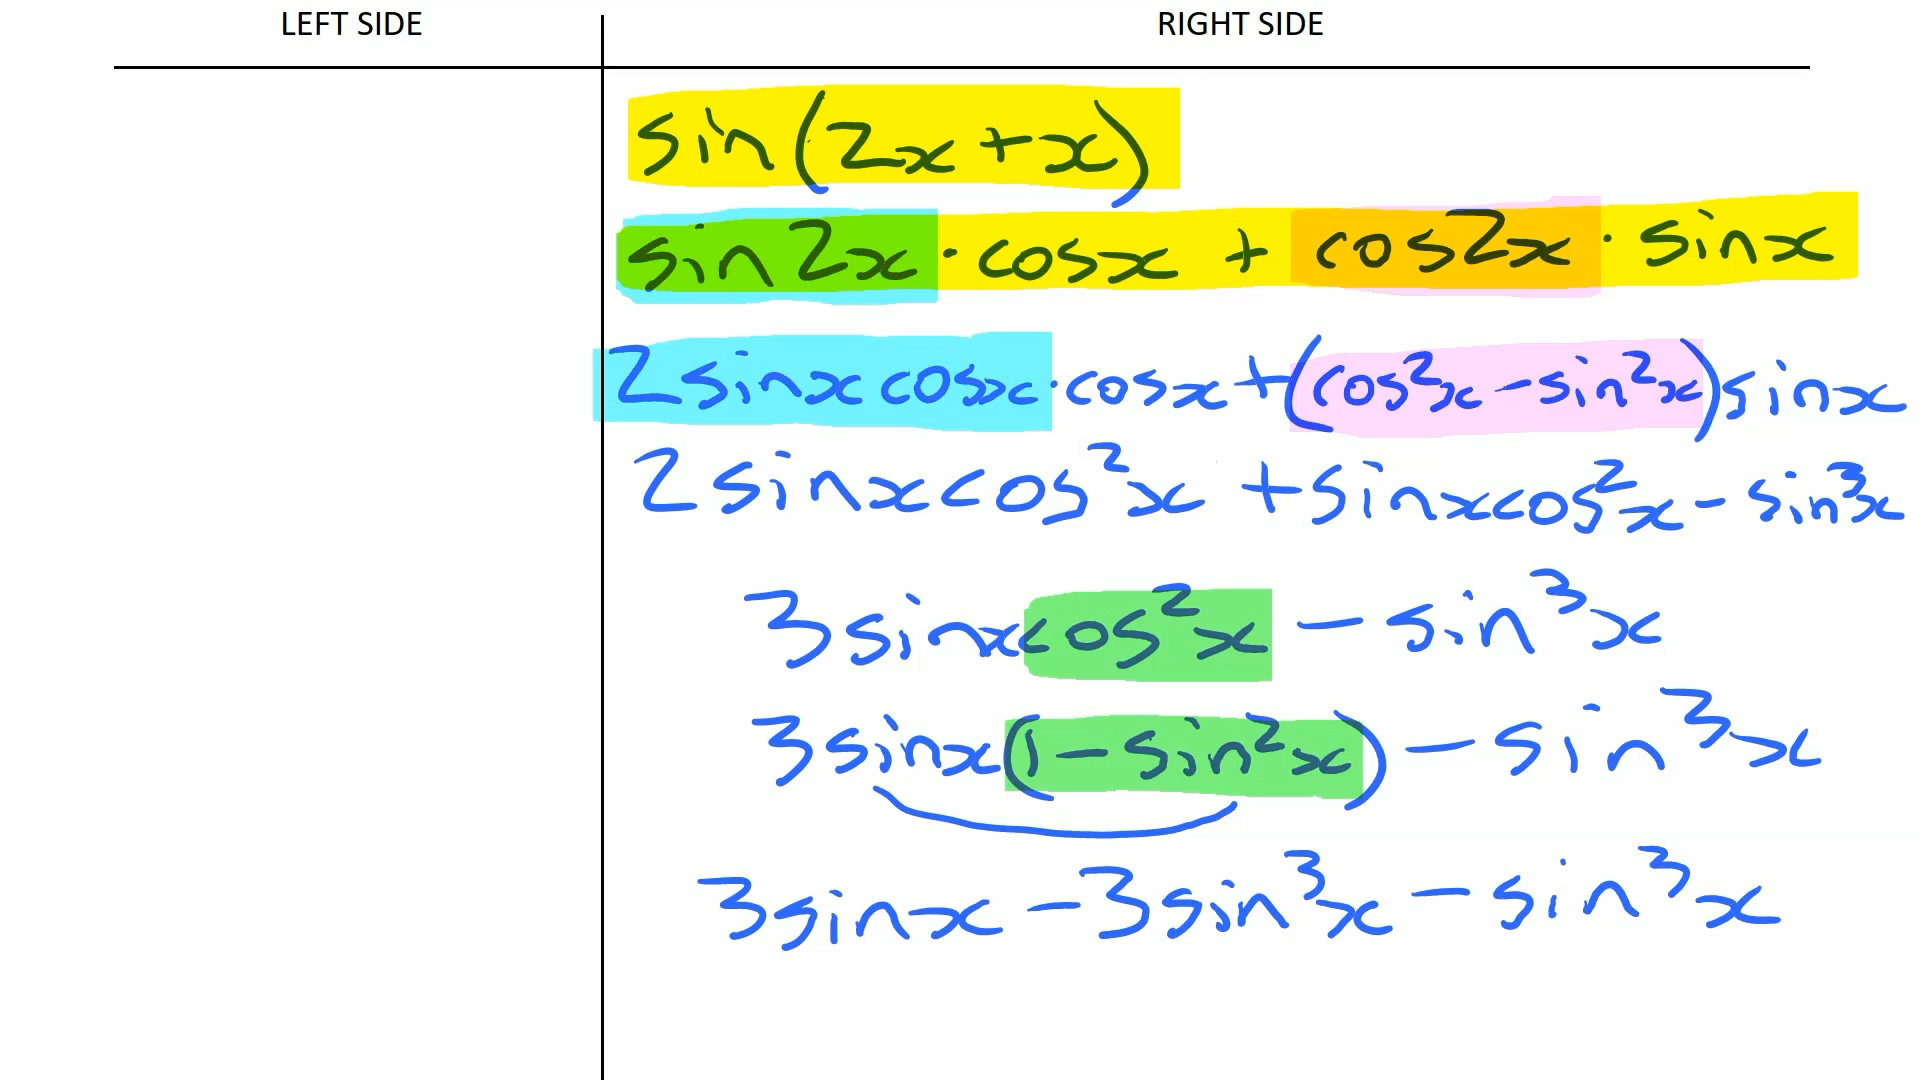 LEFT SIDE RIGHT SIDE
sin(2x+x)
sin2x·cosx + cos2x·sinx
2sinxcosx·cosx+(cos²x-sin²x)sinx
2sinxcos²x +sinxcos²x-sin³x
3sinxcos²x - sin³x
3sinx(1-sin²x) - sin³x
3sinx-3sin³x - sin³x